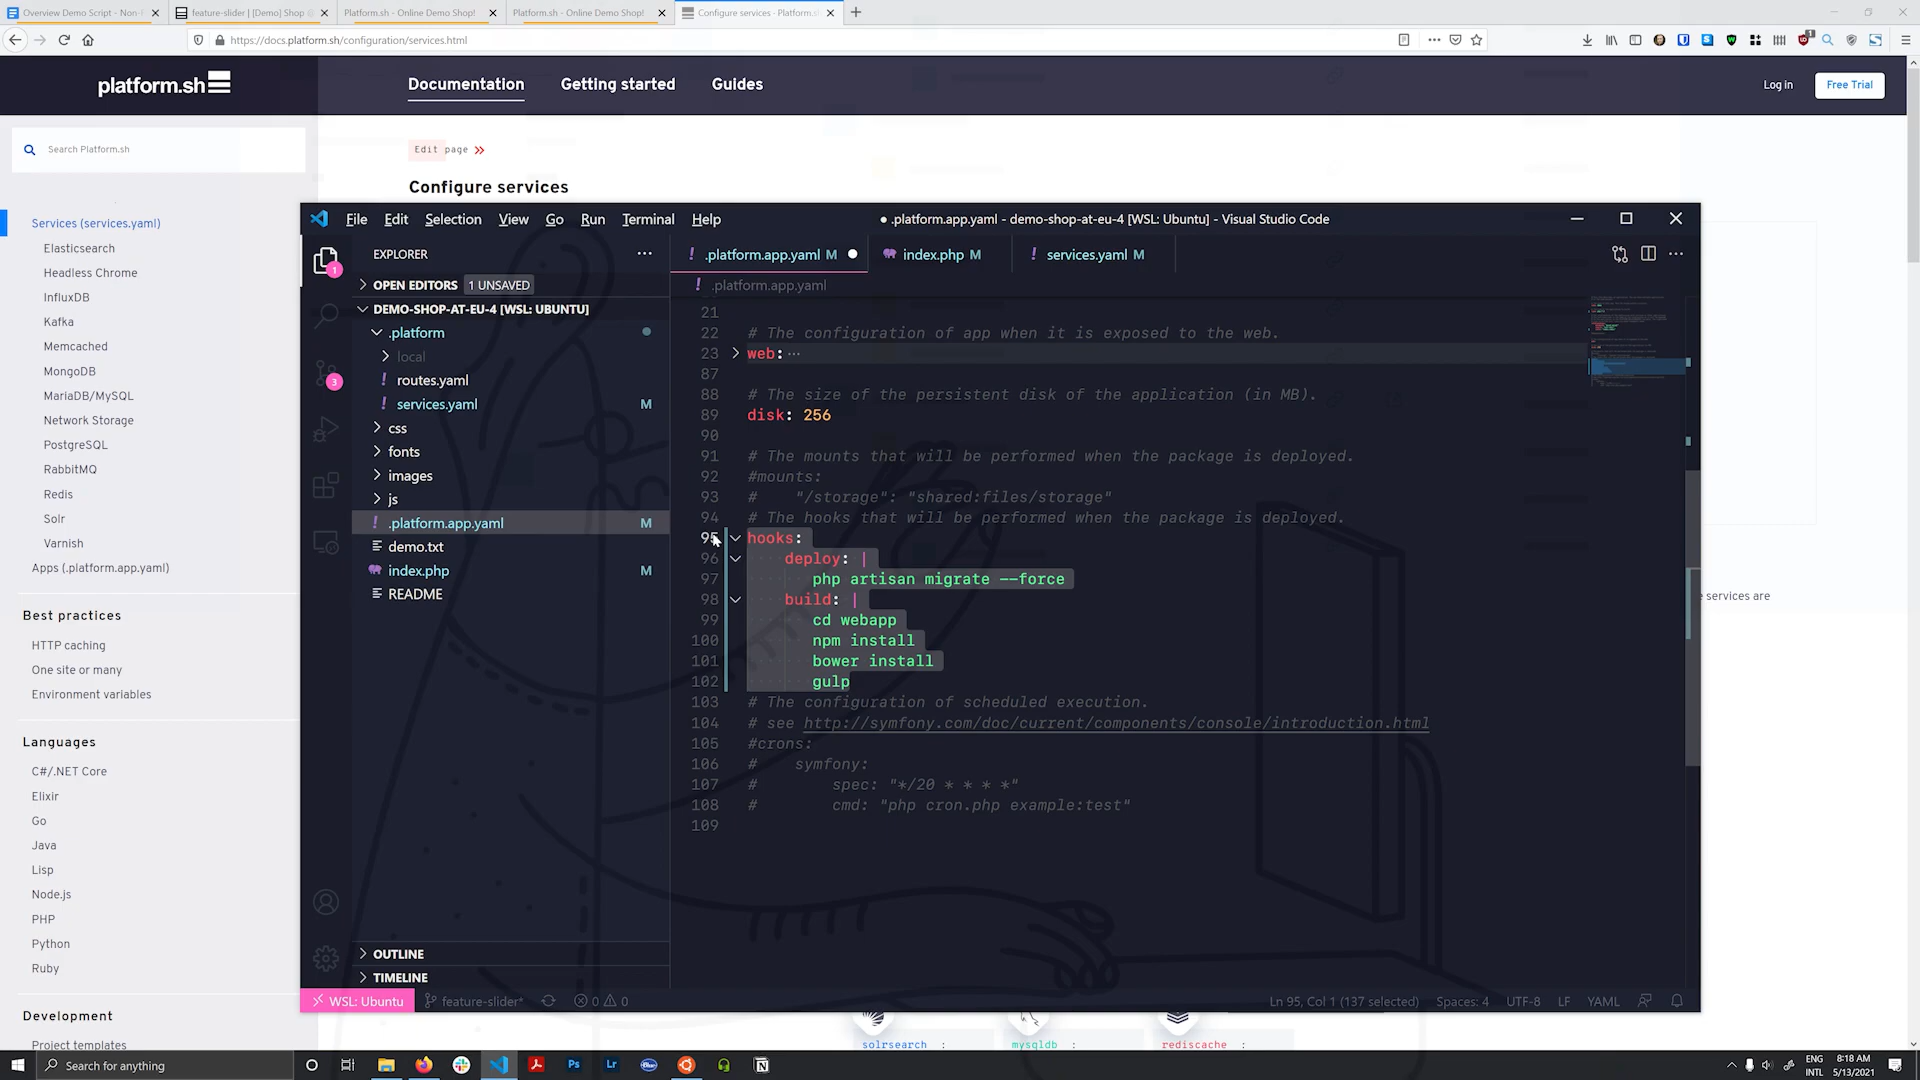 Overview Demo Script - Non-
feature-slider | [Demo] Shop
Platform.sh - Online Demo Shop!
Platform.sh - Online Demo Shop!
Configure services - Platform.sh
https://docs.platform.sh/configuration/services.html
platform.sh
Documentation
Getting started
Guides
Log in
Free Trial
Search Platform.sh
Edit page »
Configure services
Services (services.yaml)
Elasticsearch
Headless Chrome
InfluxDB
Kafka
Memcached
MongoDB
MariaDB/MySQL
Network Storage
PostgreSQL
RabbitMQ
Redis
Solr
Varnish
Apps (.platform.app.yaml)
Best practices
HTTP caching
One site or many
Environment variables
Languages
C#/.NET Core
Elixir
Go
Java
Lisp
Node.js
PHP
Python
Ruby
Development
Project templates
File Edit Selection View Go Run Terminal Help
● .platform.app.yaml - demo-shop-at-eu-4 [WSL: Ubuntu] - Visual Studio Code
1
3
EXPLORER
OPEN EDITORS 1 UNSAVED
DEMO-SHOP-AT-EU-4 [WSL: UBUNTU]
.platform
local
! routes.yaml
! services.yaml M
css
fonts
images
js
! .platform.app.yaml M
demo.txt
index.php M
README
OUTLINE
TIMELINE
! .platform.app.yaml M ●
index.php M
! services.yaml M
! .platform.app.yaml
21
22 # The configuration of app when it is exposed to the web.
23 web: ...
87
88 # The size of the persistent disk of the application (in MB).
89 disk: 256
90
91 # The mounts that will be performed when the package is deployed.
92 #mounts:
93 #    "/storage": "shared:files/storage"
94 # The hooks that will be performed when the package is deployed.
95 hooks:
96     deploy: |
97        php artisan migrate --force
98     build: |
99        cd webapp
100        npm install
101        bower install
102        gulp
103 # The configuration of scheduled execution.
104 # see http://symfony.com/doc/current/components/console/introduction.html
105 #crons:
106 #    symfony:
107 #        spec: "*/20 * * * *"
108 #        cmd: "php cron.php example:test"
109
e services are
WSL: Ubuntu feature-slider* 0 0 Ln 95, Col 1 (137 selected) Spaces: 4 UTF-8 LF YAML
solrsearch :
mysqldb :
rediscache :
Search for anything
Ps
Lr
ENG
INTL
8:18 AM
5/13/2021